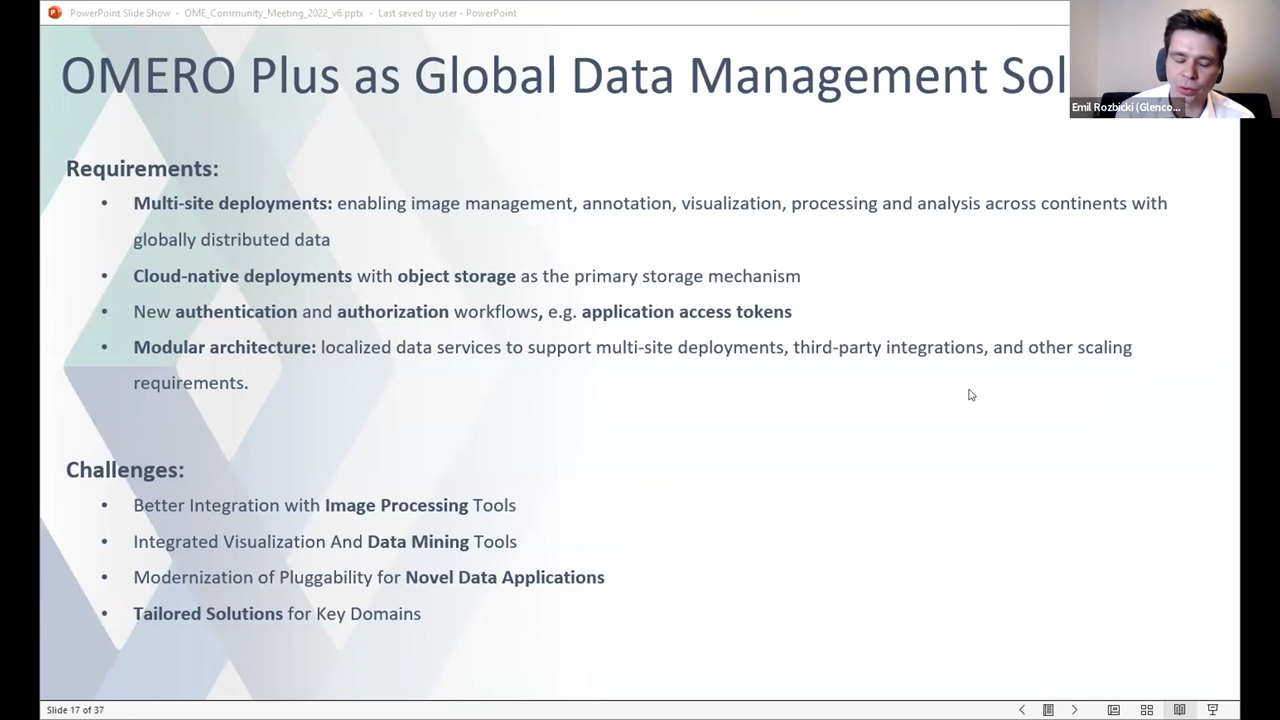 PowerPoint Slide Show - OME_Community_Meeting_2022_v6.pptx - Last saved by user - PowerPoint
OMERO Plus as Global Data Management Sol
Emil Rozbicki (Glenco...
Requirements:
• Multi-site deployments: enabling image management, annotation, visualization, processing and analysis across continents with
globally distributed data
• Cloud-native deployments with object storage as the primary storage mechanism
• New authentication and authorization workflows, e.g. application access tokens
• Modular architecture: localized data services to support multi-site deployments, third-party integrations, and other scaling
requirements.
Challenges:
• Better Integration with Image Processing Tools
• Integrated Visualization And Data Mining Tools
• Modernization of Pluggability for Novel Data Applications
• Tailored Solutions for Key Domains
Slide 17 of 37